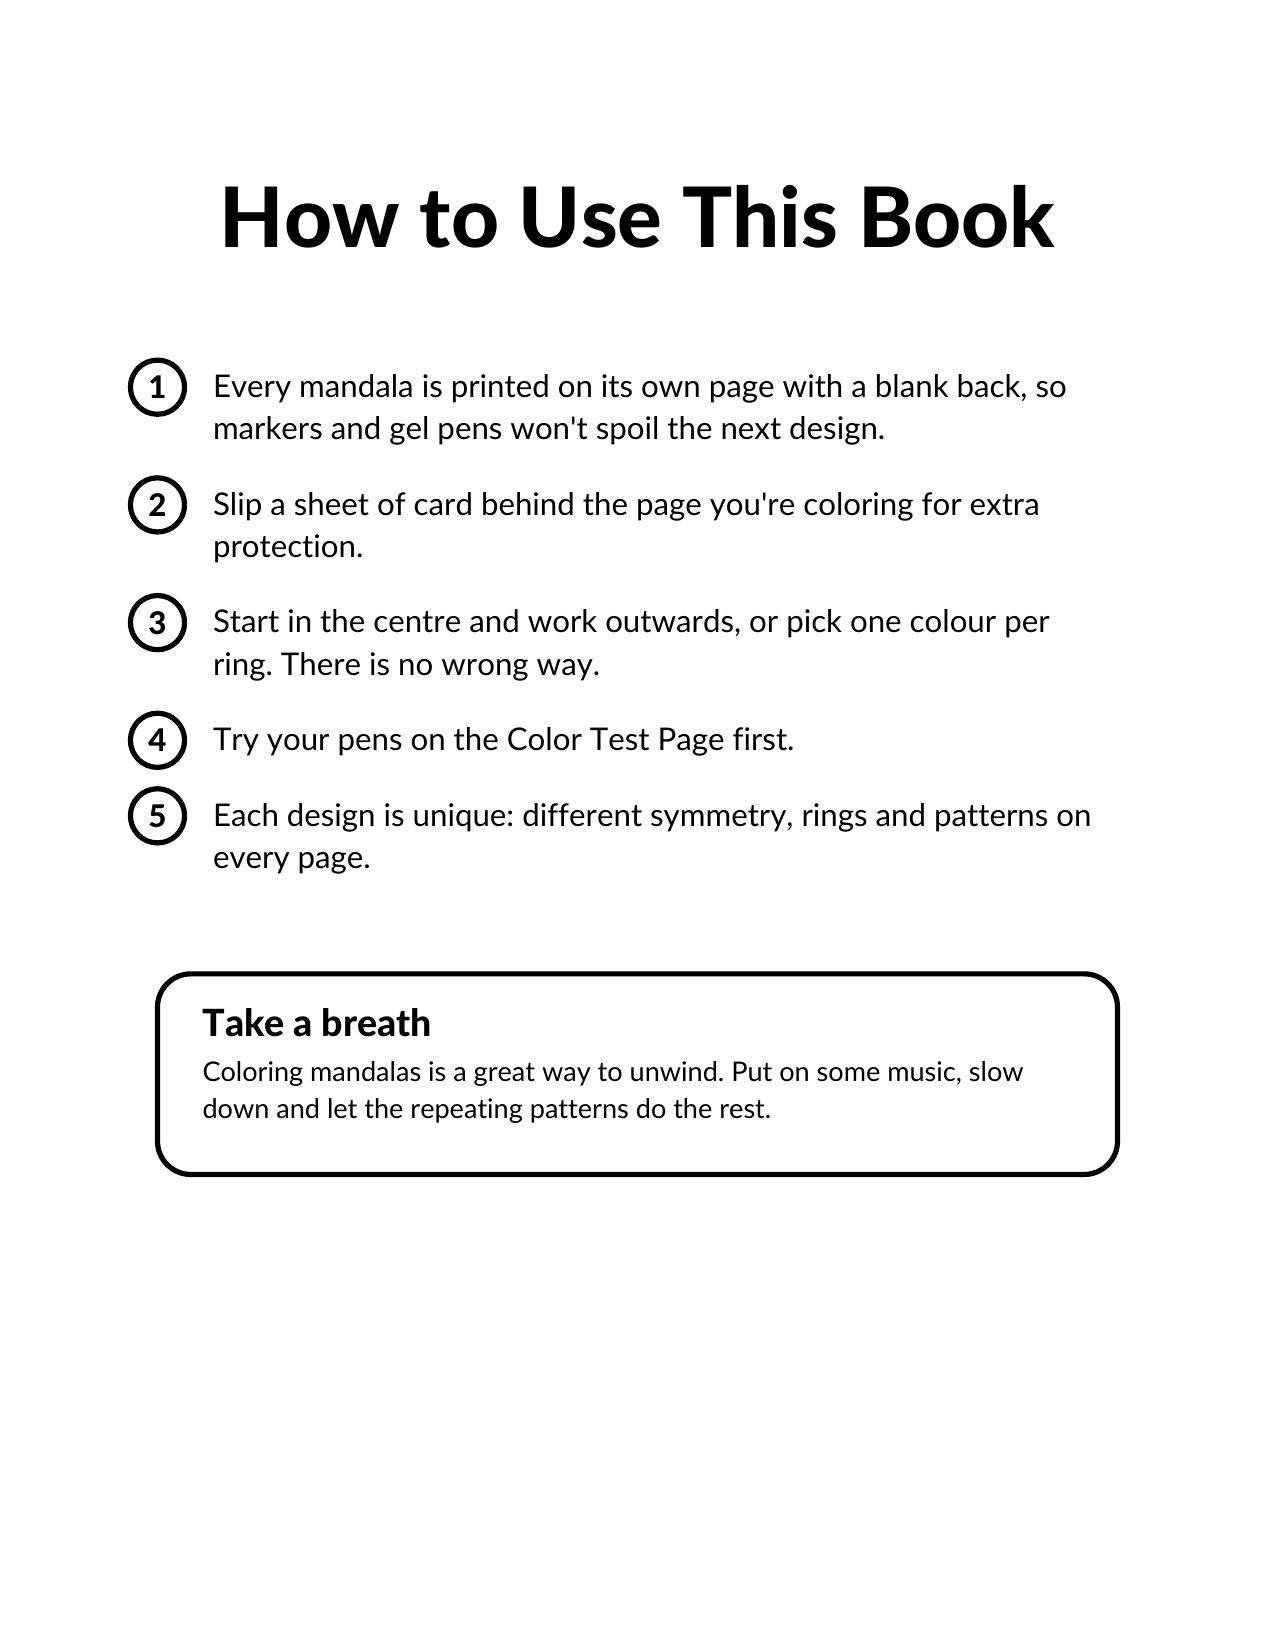 How to Use This Book
1 Every mandala is printed on its own page with a blank back, so
markers and gel pens won't spoil the next design.
2 Slip a sheet of card behind the page you're coloring for extra
protection.
3 Start in the centre and work outwards, or pick one colour per
ring. There is no wrong way.
4 Try your pens on the Color Test Page first.
5 Each design is unique: different symmetry, rings and patterns on
every page.
Take a breath
Coloring mandalas is a great way to unwind. Put on some music, slow
down and let the repeating patterns do the rest.